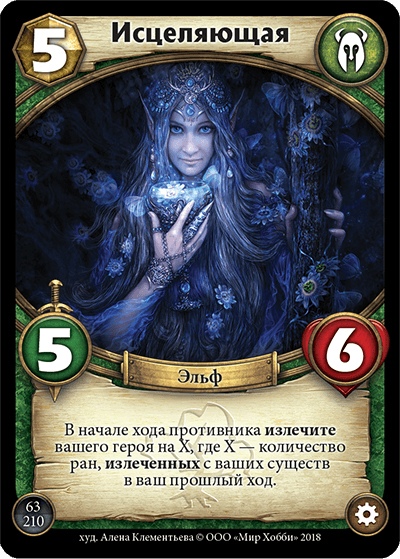 5
Исцеляющая
5
6
Эльф
В начале хода противника излечите
вашего героя на X, где X — количество
ран, излеченных с ваших существ
в ваш прошлый ход.
63
210
худ. Алена Клементьева © ООО «Мир Хобби» 2018